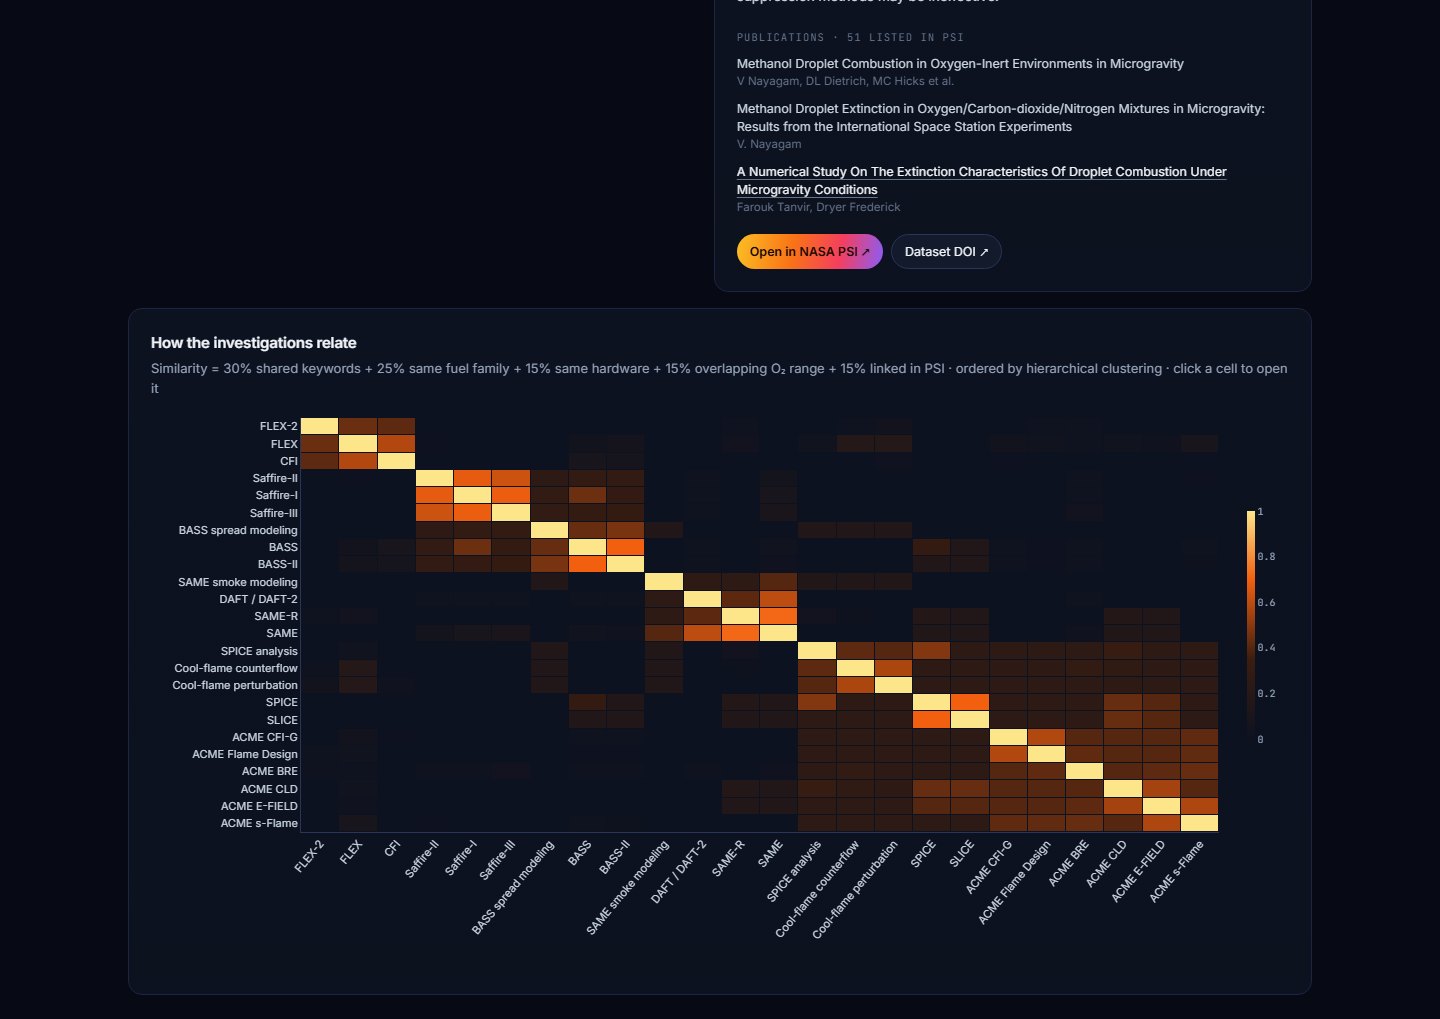 suppression methods may be ineffective.
PUBLICATIONS · 51 LISTED IN PSI
Methanol Droplet Combustion in Oxygen-Inert Environments in Microgravity
V Nayagam, DL Dietrich, MC Hicks et al.
Methanol Droplet Extinction in Oxygen/Carbon-dioxide/Nitrogen Mixtures in Microgravity:
Results from the International Space Station Experiments
V. Nayagam
A Numerical Study On The Extinction Characteristics Of Droplet Combustion Under
Microgravity Conditions
Farouk Tanvir, Dryer Frederick
Open in NASA PSI ↗
Dataset DOI ↗
How the investigations relate
Similarity = 30% shared keywords + 25% same fuel family + 15% same hardware + 15% overlapping O₂ range + 15% linked in PSI · ordered by hierarchical clustering · click a cell to open
it
FLEX-2
FLEX
CFI
Saffire-II
Saffire-I
Saffire-III
BASS spread modeling
BASS
BASS-II
SAME smoke modeling
DAFT / DAFT-2
SAME-R
SAME
SPICE analysis
Cool-flame counterflow
Cool-flame perturbation
SPICE
SLICE
ACME CFI-G
ACME Flame Design
ACME BRE
ACME CLD
ACME E-FIELD
ACME s-Flame
1
0.8
0.6
0.4
0.2
0
FLEX-2
FLEX
CFI
Saffire-II
Saffire-I
Saffire-III
BASS spread modeling
BASS
BASS-II
SAME smoke modeling
DAFT / DAFT-2
SAME-R
SAME
SPICE analysis
Cool-flame counterflow
Cool-flame perturbation
SPICE
SLICE
ACME CFI-G
ACME Flame Design
ACME BRE
ACME CLD
ACME E-FIELD
ACME s-Flame